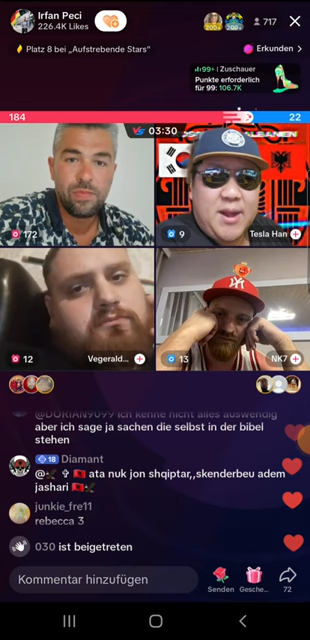 Irfan Peci
226.4K Likes
717
Platz 8 bei „Aufstrebende Stars“
Erkunden >
99+ | Zuschauer
Punkte erforderlich
für 99: 106.7K
184
VS 03:30
22
172
9
Tesla Han
12
Vegerald...
13
NK7
@DORIAN9099 ich kenne nicht alles auswendig
aber ich sage ja sachen die selbst in der bibel
stehen
18 Diamant
@🦅 ✞ 🇦🇱 ata nuk jon shqiptar,,skenderbeu adem
jashari 🇦🇱🦅
junkie_fre11
rebecca 3
030 ist beigetreten
Kommentar hinzufügen
Senden
Gesche...
72